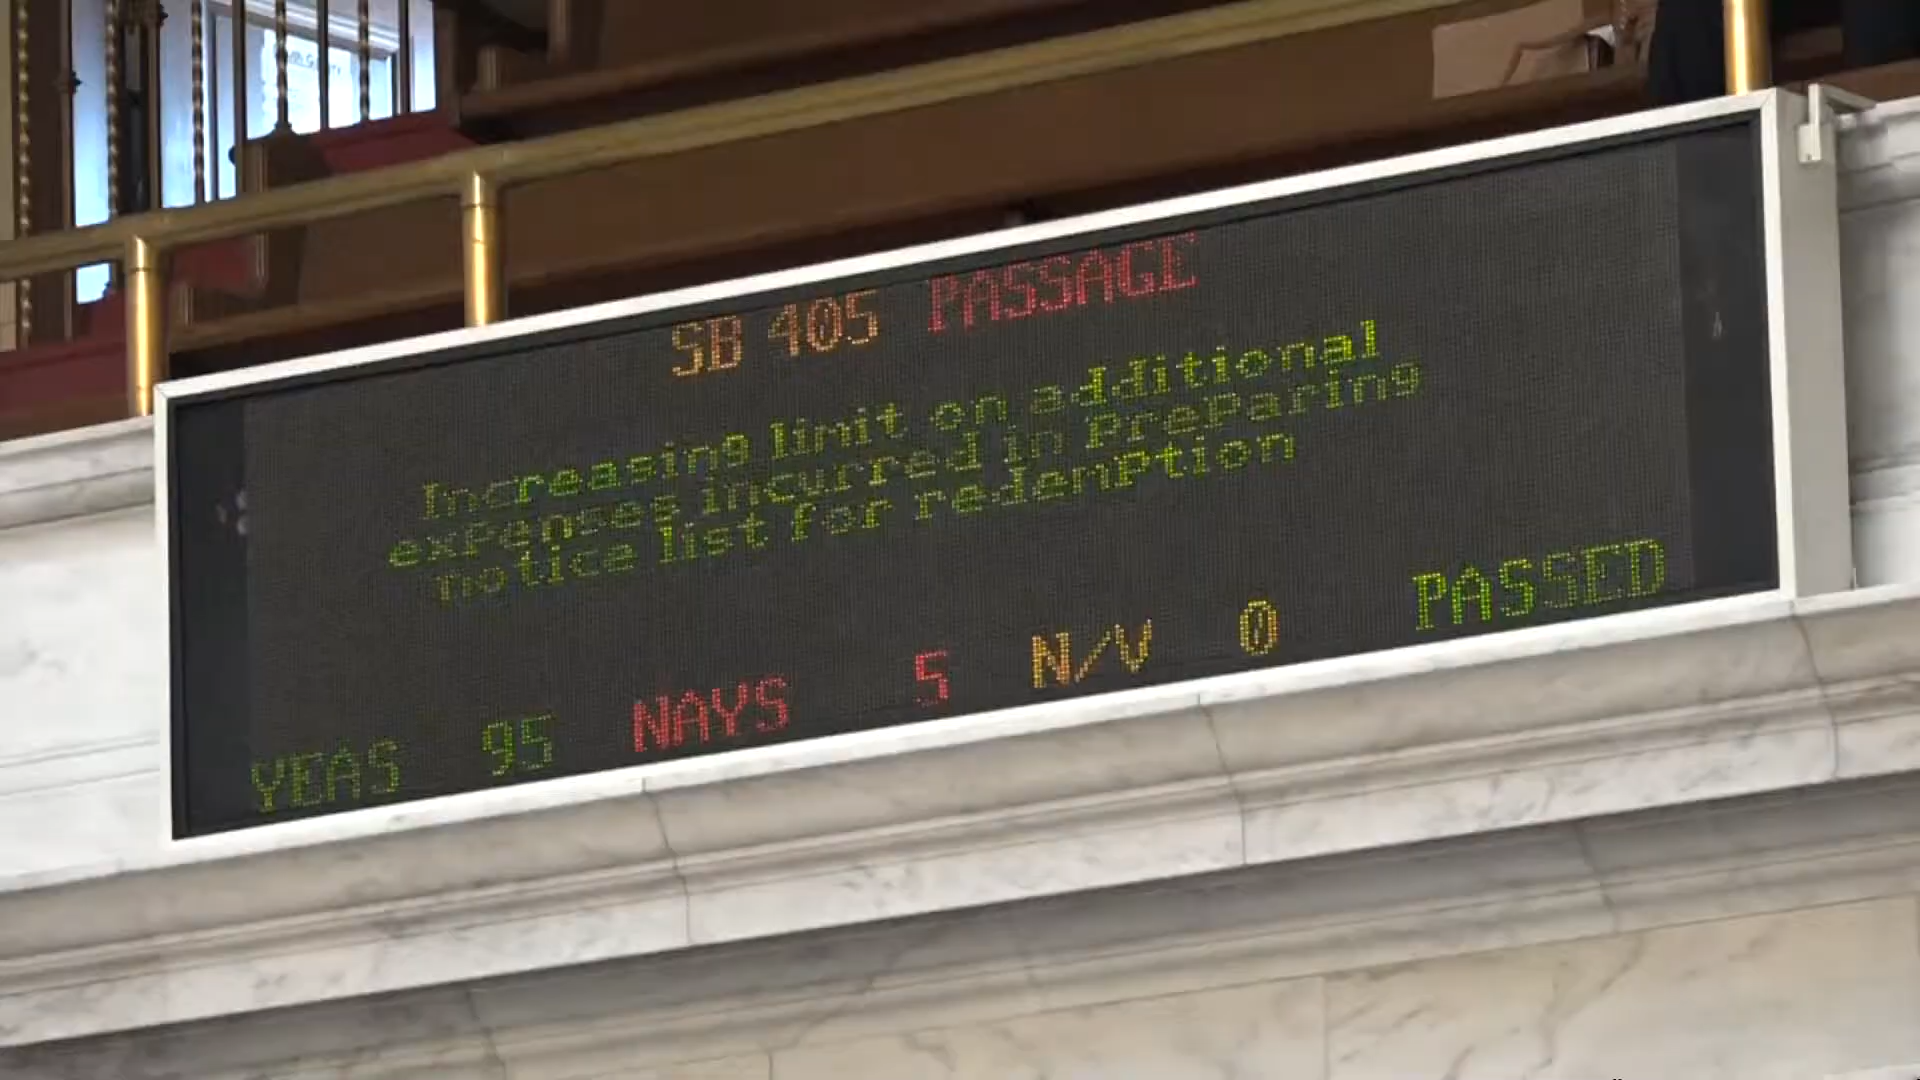 SB 405 PASSAGE
Increasing limit on additional
expenses incurred in preparing
notice list for redemption
YEAS 95 NAYS 5 N/V 0 PASSED